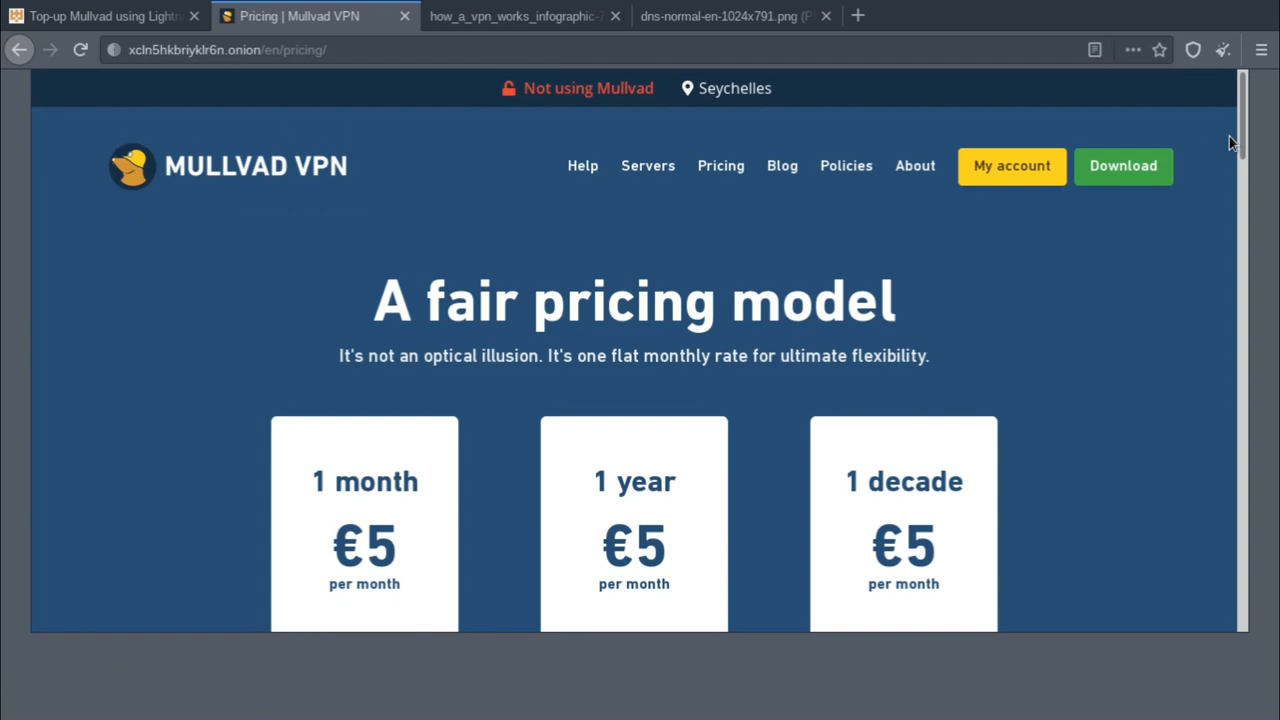 Top-up Mullvad using Lightn
Pricing | Mullvad VPN
how_a_vpn_works_infographic-
dns-normal-en-1024x791.png (P
xcln5hkbriyklr6n.onion/en/pricing/
Not using Mullvad
Seychelles
MULLVAD VPN
Help
Servers
Pricing
Blog
Policies
About
My account
Download
A fair pricing model
It's not an optical illusion. It's one flat monthly rate for ultimate flexibility.
1 month
€5
per month
1 year
€5
per month
1 decade
€5
per month